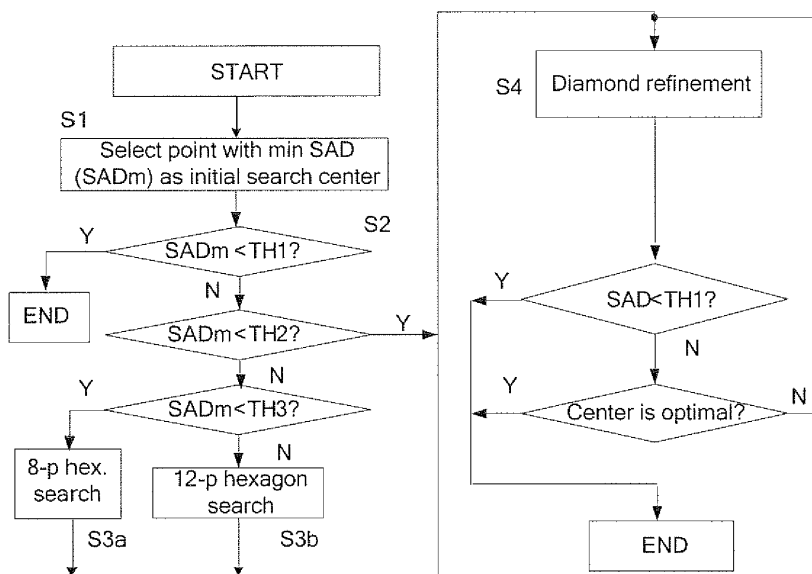 START
S1
Select point with min SAD
(SADm) as initial search center
S2
Y
SADm<TH1?
N
END
SADm<TH2?
Y
N
Y
SADm<TH3?
N
8-p hex.
search
12-p hexagon
search
S3a
S3b
S4
Diamond refinement
Y
SAD<TH1?
N
Y
Center is optimal?
N
END